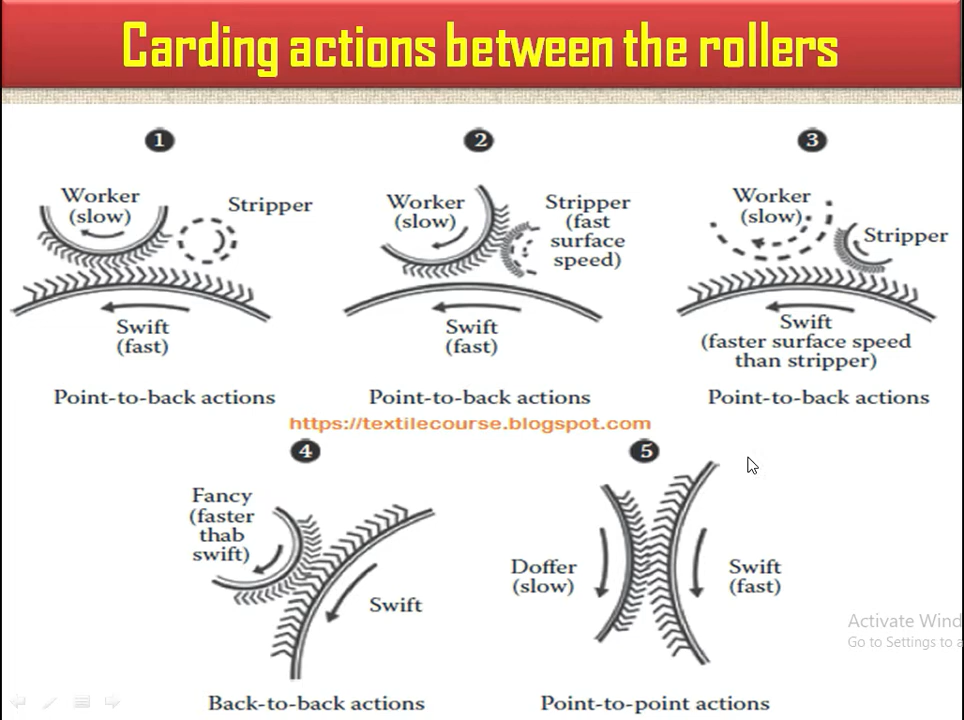 Carding actions between the rollers
1
2
3
Worker
(slow)
Stripper
Swift
(fast)
Point-to-back actions
Worker
(slow)
Stripper
(fast
surface
speed)
Swift
(fast)
Point-to-back actions
Worker
(slow)
Stripper
Swift
(faster surface speed
than stripper)
Point-to-back actions
https://textilecourse.blogspot.com
4
5
Fancy
(faster
thab
swift)
Swift
Back-to-back actions
Doffer
(slow)
Swift
(fast)
Point-to-point actions
Activate Wind
Go to Settings to a